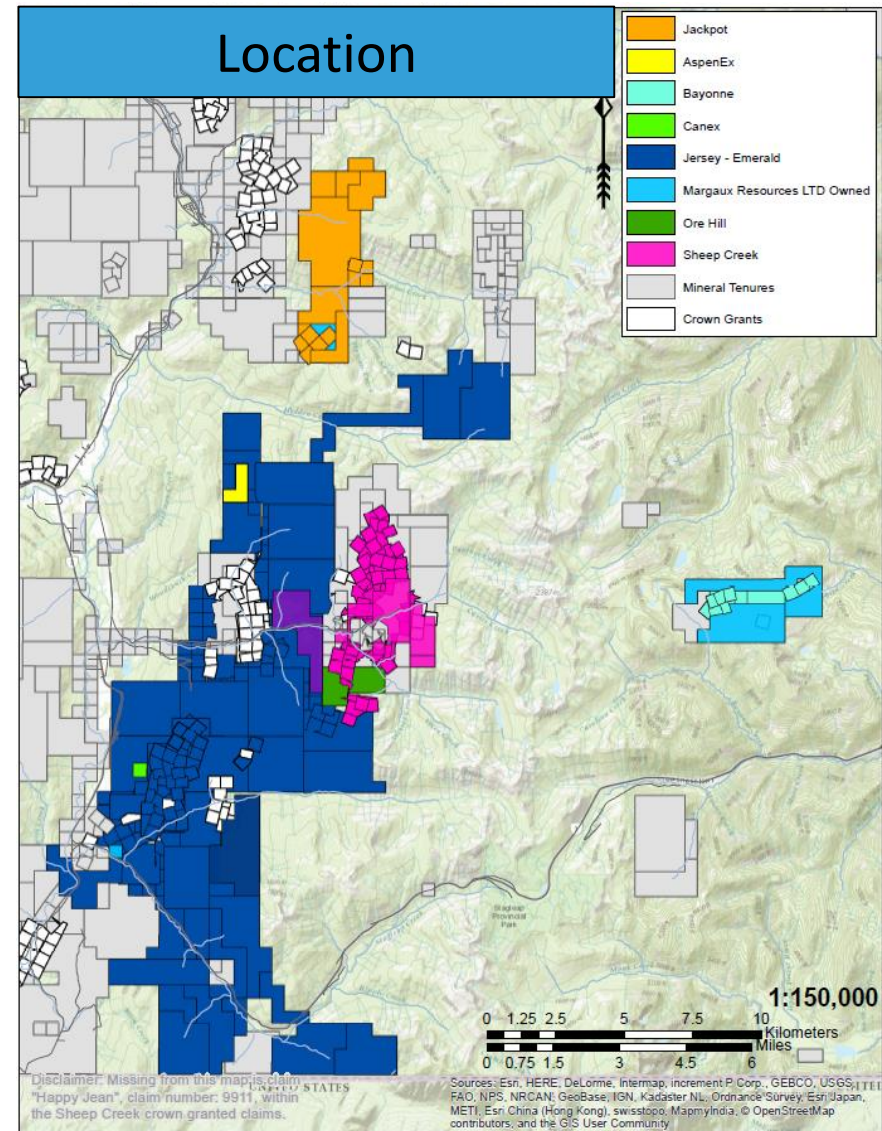 Location
Jackpot
AspenEx
Bayonne
Canex
Jersey - Emerald
Margaux Resources LTD Owned
Ore Hill
Sheep Creek
Mineral Tenures
Crown Grants
Stagleap
Provincial
Park
1:150,000
0 1.25 2.5 5 7.5 10
Kilometers
Miles
0 0.75 1.5 3 4.5 6
UNITED STATES
Disclaimer: Missing from this map is claim
"Happy Jean", claim number: 9911, within
the Sheep Creek crown granted claims.
Sources: Esri, HERE, DeLorme, Intermap, increment P Corp., GEBCO, USGS,
FAO, NPS, NRCAN, GeoBase, IGN, Kadaster NL, Ordnance Survey, Esri Japan,
METI, Esri China (Hong Kong), swisstopo, MapmyIndia, © OpenStreetMap
contributors, and the GIS User Community